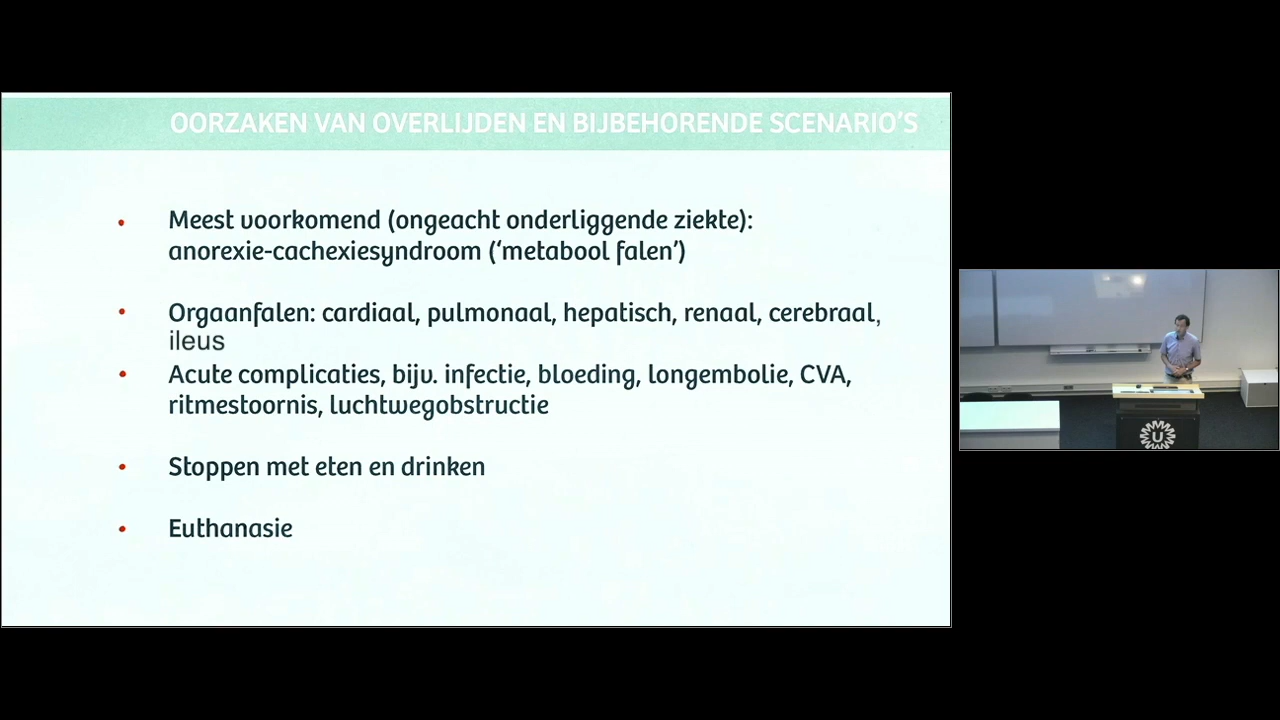 OORZAKEN VAN OVERLIJDEN EN BIJBEHORENDE SCENARIO'S
• Meest voorkomend (ongeacht onderliggende ziekte):
anorexie-cachexiesyndroom ('metabool falen')
• Orgaanfalen: cardiaal, pulmonaal, hepatisch, renaal, cerebraal,
ileus
• Acute complicaties, bijv. infectie, bloeding, longembolie, CVA,
ritmestoornis, luchtwegobstructie
• Stoppen met eten en drinken
• Euthanasie
U